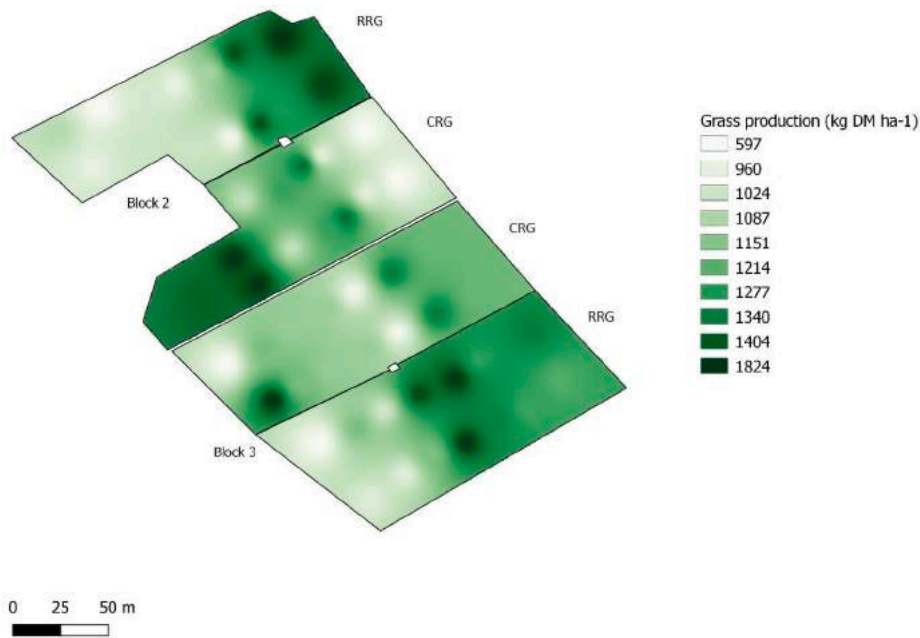 RRG
CRG
Block 2
CRG
RRG
Block 3
Grass production (kg DM ha-1)
597
960
1024
1087
1151
1214
1277
1340
1404
1824
0 25 50 m